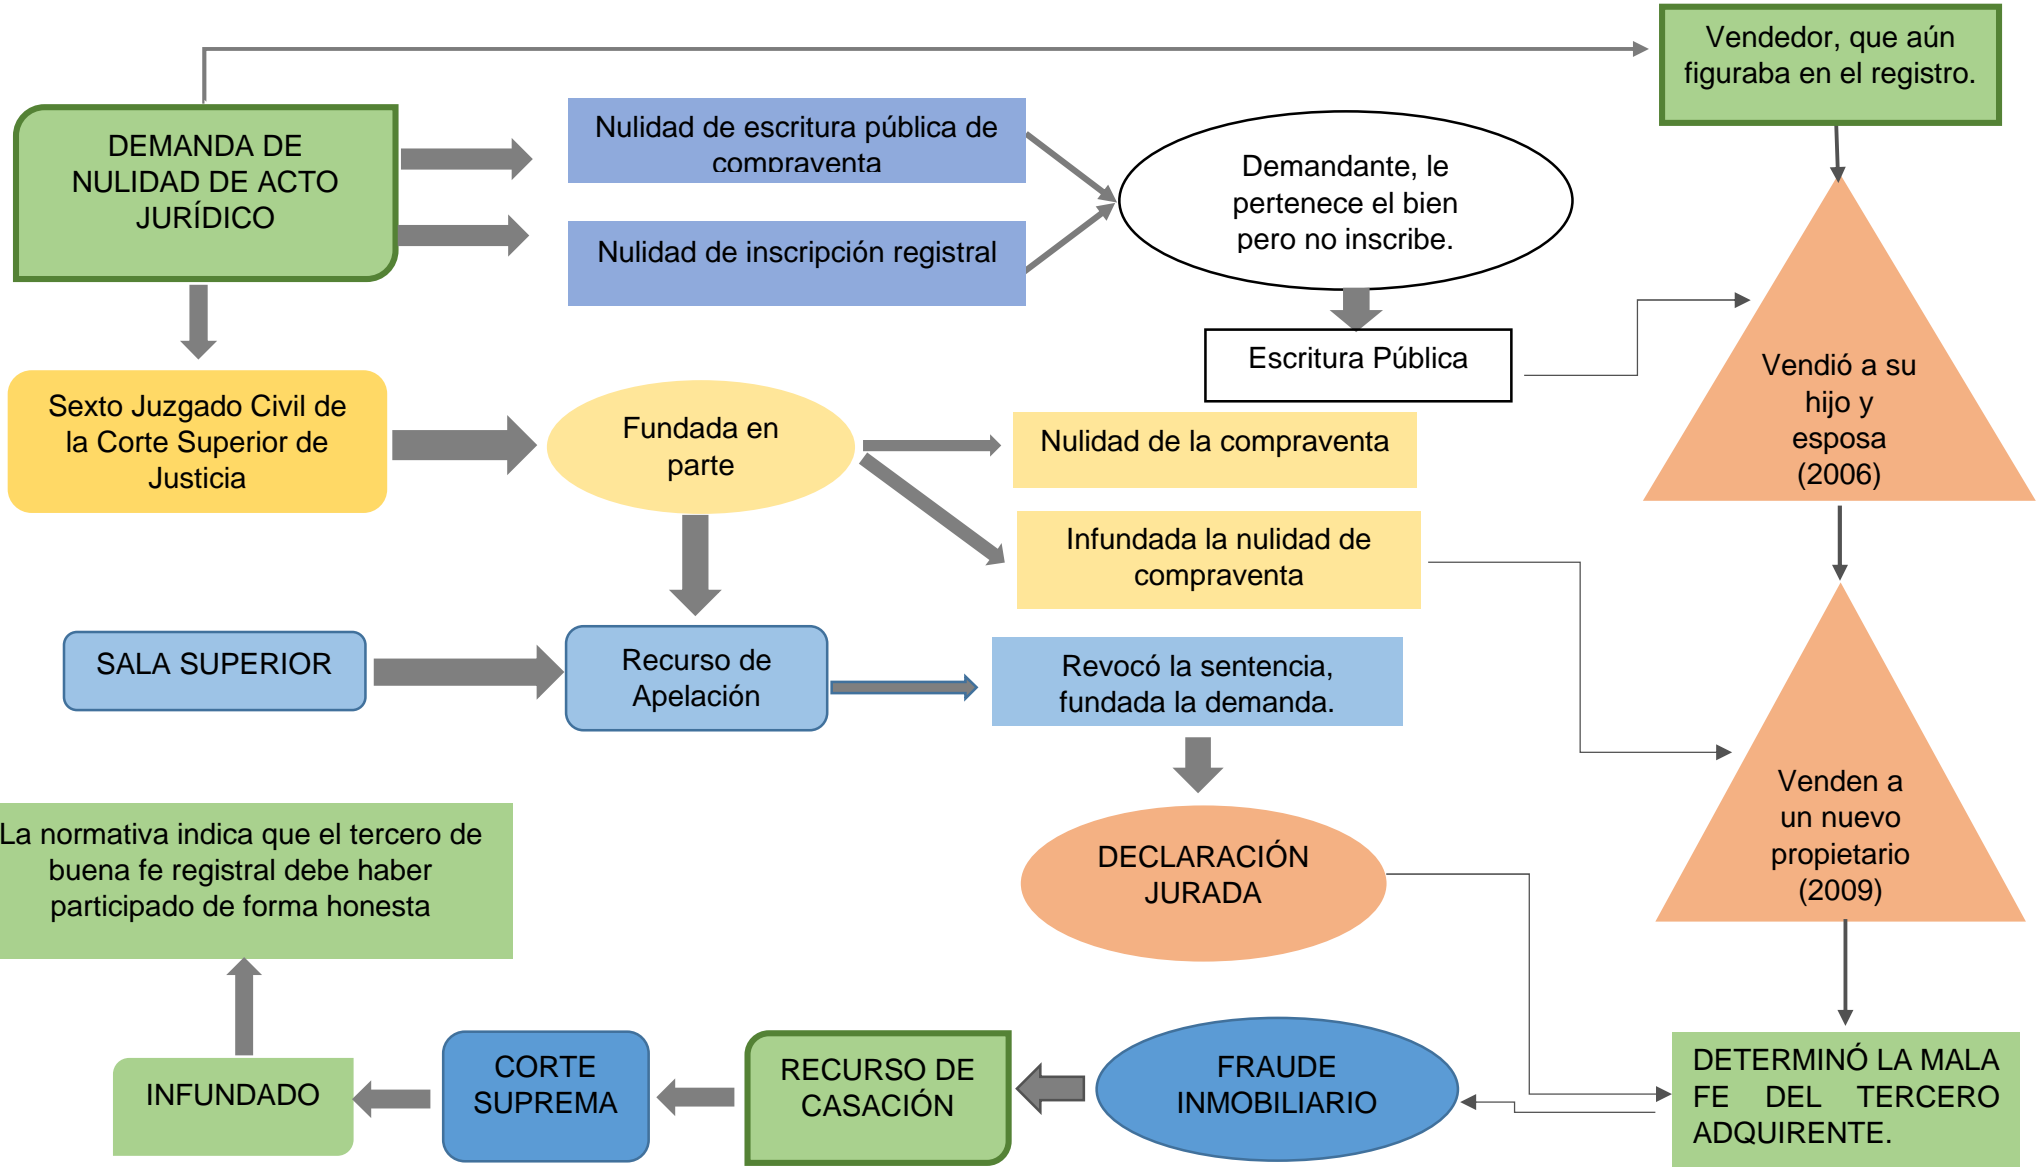 Vendedor, que aún
figuraba en el registro.
DEMANDA DE
NULIDAD DE ACTO
JURÍDICO
Nulidad de escritura pública de
compraventa
Nulidad de inscripción registral
Demandante, le
pertenece el bien
pero no inscribe.
Escritura Pública
Vendió a su
hijo y
esposa
(2006)
Sexto Juzgado Civil de
la Corte Superior de
Justicia
Fundada en
parte
Nulidad de la compraventa
Infundada la nulidad de
compraventa
SALA SUPERIOR
Recurso de
Apelación
Revocó la sentencia,
fundada la demanda.
Venden a
un nuevo
propietario
(2009)
La normativa indica que el tercero de
buena fe registral debe haber
participado de forma honesta
DECLARACIÓN
JURADA
INFUNDADO
CORTE
SUPREMA
RECURSO DE
CASACIÓN
FRAUDE
INMOBILIARIO
DETERMINÓ LA MALA
FE DEL TERCERO
ADQUIRENTE.